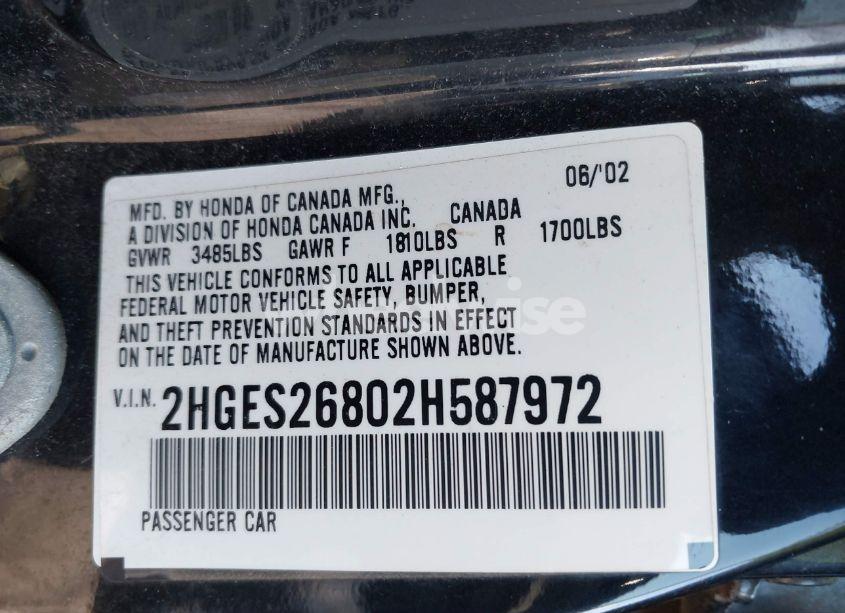 06/'02
MFD. BY HONDA OF CANADA MFG.,
A DIVISION OF HONDA CANADA INC. CANADA
GVWR 3485LBS GAWR F 1810LBS R 1700LBS
THIS VEHICLE CONFORMS TO ALL APPLICABLE
FEDERAL MOTOR VEHICLE SAFETY, BUMPER,
AND THEFT PREVENTION STANDARDS IN EFFECT
ON THE DATE OF MANUFACTURE SHOWN ABOVE.
V.I.N. 2HGES26802H587972
PASSENGER CAR